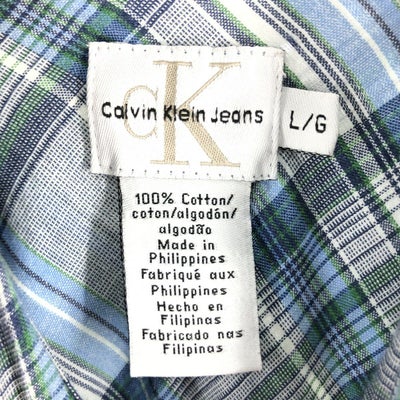 cK
Calvin Klein Jeans
L/G
100% Cotton/
coton/algodón/
algodão
Made in
Philippines
Fabriqué aux
Philippines
Hecho en
Filipinas
Fabricado nas
Filipinas